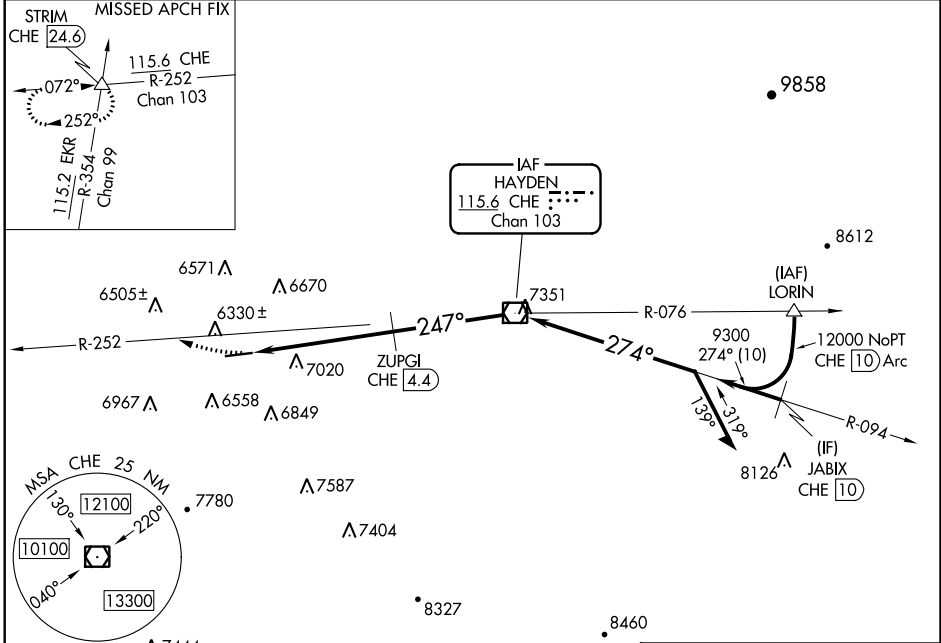 MISSED APCH FIX
STRIM
CHE 24.6
115.6 CHE
R-252
Chan 103
072°
252°
115.2 EKR
R-354
Chan 99
9858
IAF
HAYDEN
115.6 CHE
Chan 103
8612
6571
6670
6505±
6330±
7351
(IAF)
LORIN
R-076
247°
R-252
ZUPGI
CHE 4.4
274°
9300
274° (10)
12000 NoPT
CHE 10 Arc
7020
6967
6558
6849
139°
319°
R-094
(IF)
JABIX
CHE 10
8126
MSA CHE 25 NM
130°
12100
220°
10100
040°
13300
7780
7587
7404
8327
8460